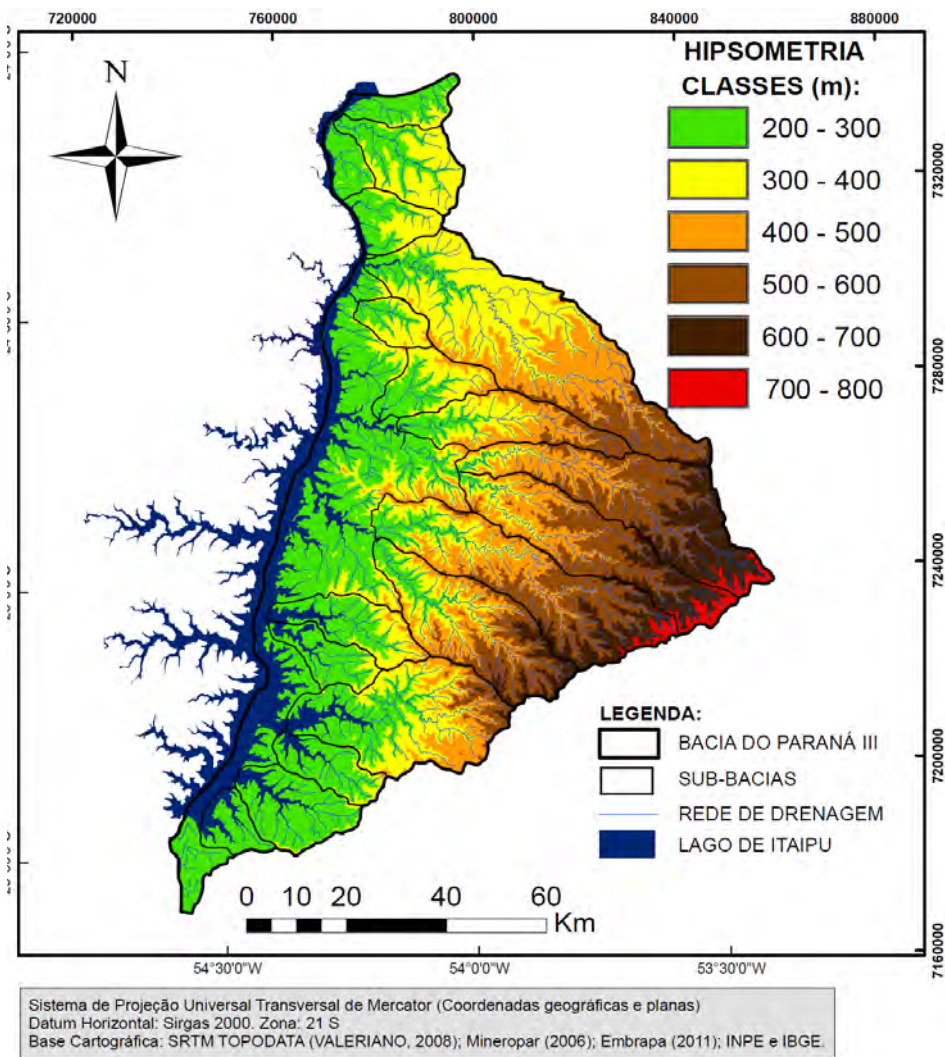 720000 760000 800000 840000 880000
HIPSOMETRIA
CLASSES (m):
200 - 300
300 - 400
400 - 500
500 - 600
600 - 700
700 - 800
N
7320000
7280000
7240000
7200000
7160000
LEGENDA:
BACIA DO PARANÁ III
SUB-BACIAS
REDE DE DRENAGEM
LAGO DE ITAIPU
0 10 20 40 60
Km
54°30'0"W 54°0'0"W 53°30'0"W
Sistema de Projeção Universal Transversal de Mercator (Coordenadas geográficas e planas)
Datum Horizontal: Sirgas 2000. Zona: 21 S
Base Cartográfica: SRTM TOPODATA (VALERIANO, 2008); Mineropar (2006); Embrapa (2011); INPE e IBGE.